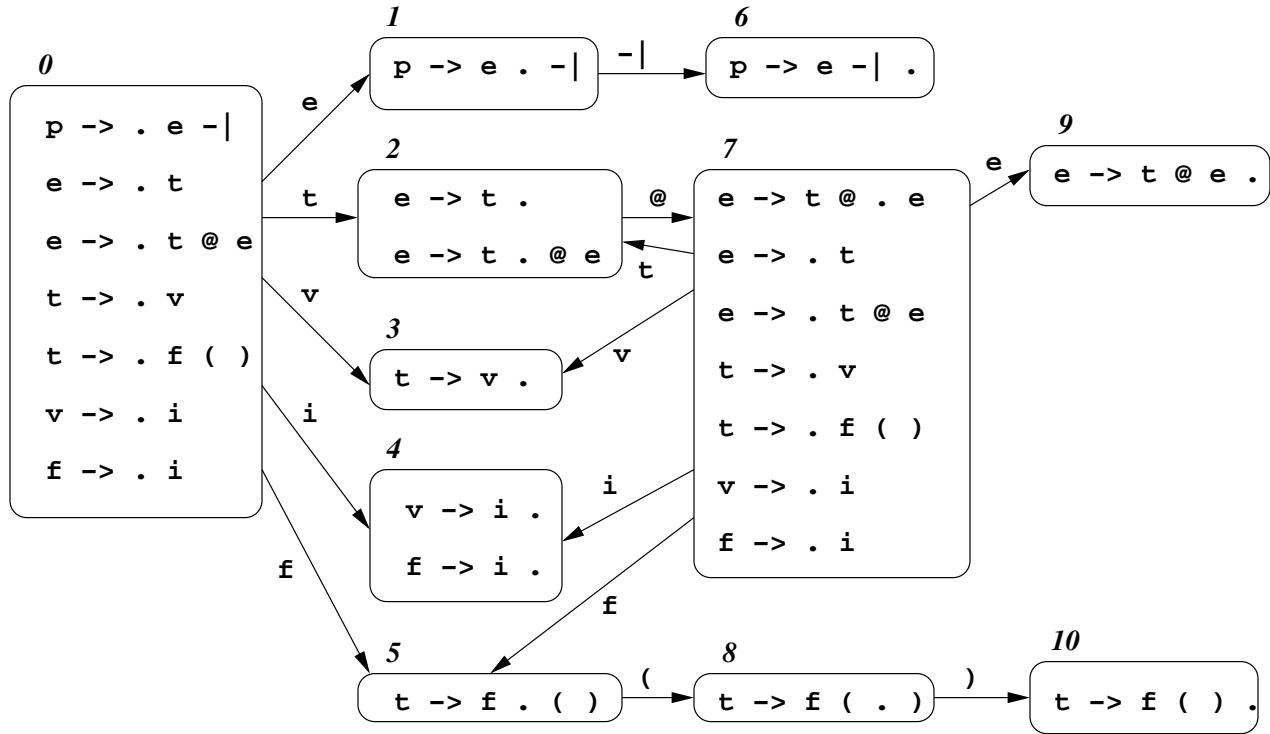 0
p -> . e -|
e -> . t
e -> . t @ e
t -> . v
t -> . f ( )
v -> . i
f -> . i
e
t
v
i
f
1
p -> e . -|
-|
6
p -> e -| .
2
e -> t .
e -> t . @ e
@
t
3
t -> v .
v
4
v -> i .
f -> i .
i
f
5
t -> f . ( )
(
7
e -> t @ . e
e -> . t
e -> . t @ e
t -> . v
t -> . f ( )
v -> . i
f -> . i
e
9
e -> t @ e .
8
t -> f ( . )
)
10
t -> f ( ) .